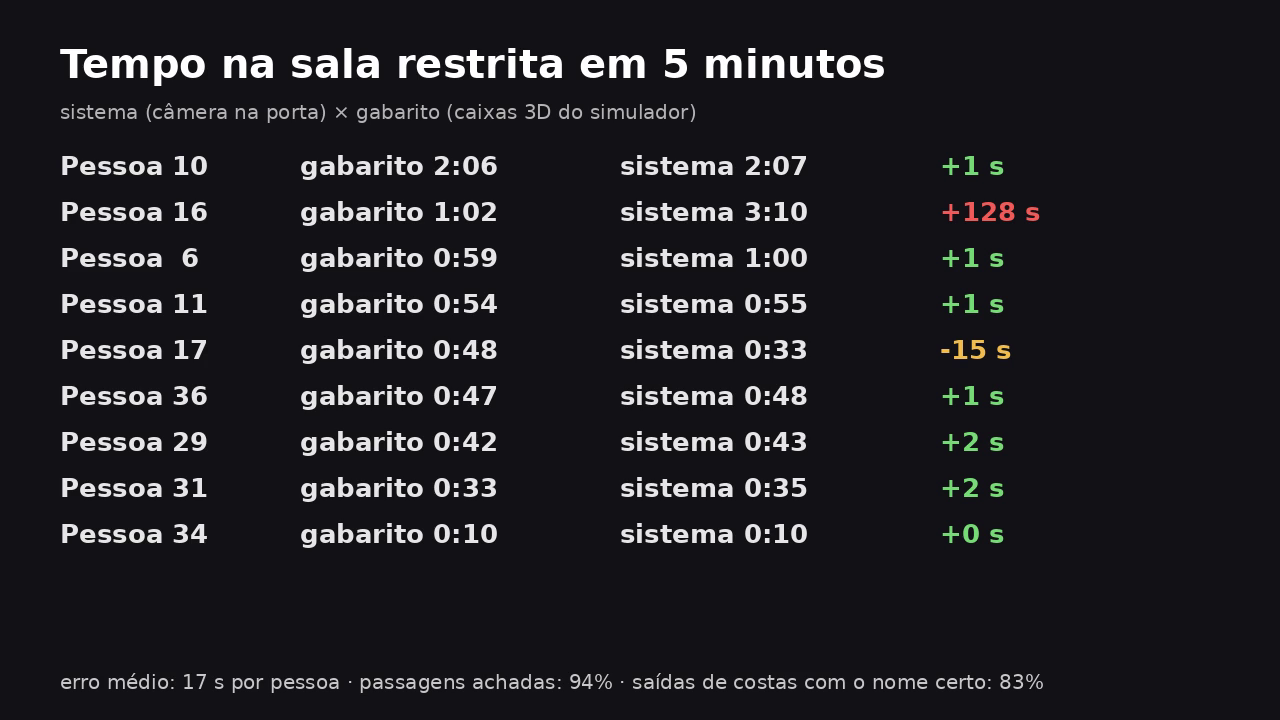 Tempo na sala restrita em 5 minutos
sistema (câmera na porta) × gabarito (caixas 3D do simulador)
Pessoa 10 gabarito 2:06 sistema 2:07 +1 s
Pessoa 16 gabarito 1:02 sistema 3:10 +128 s
Pessoa 6 gabarito 0:59 sistema 1:00 +1 s
Pessoa 11 gabarito 0:54 sistema 0:55 +1 s
Pessoa 17 gabarito 0:48 sistema 0:33 -15 s
Pessoa 36 gabarito 0:47 sistema 0:48 +1 s
Pessoa 29 gabarito 0:42 sistema 0:43 +2 s
Pessoa 31 gabarito 0:33 sistema 0:35 +2 s
Pessoa 34 gabarito 0:10 sistema 0:10 +0 s
erro médio: 17 s por pessoa · passagens achadas: 94% · saídas de costas com o nome certo: 83%